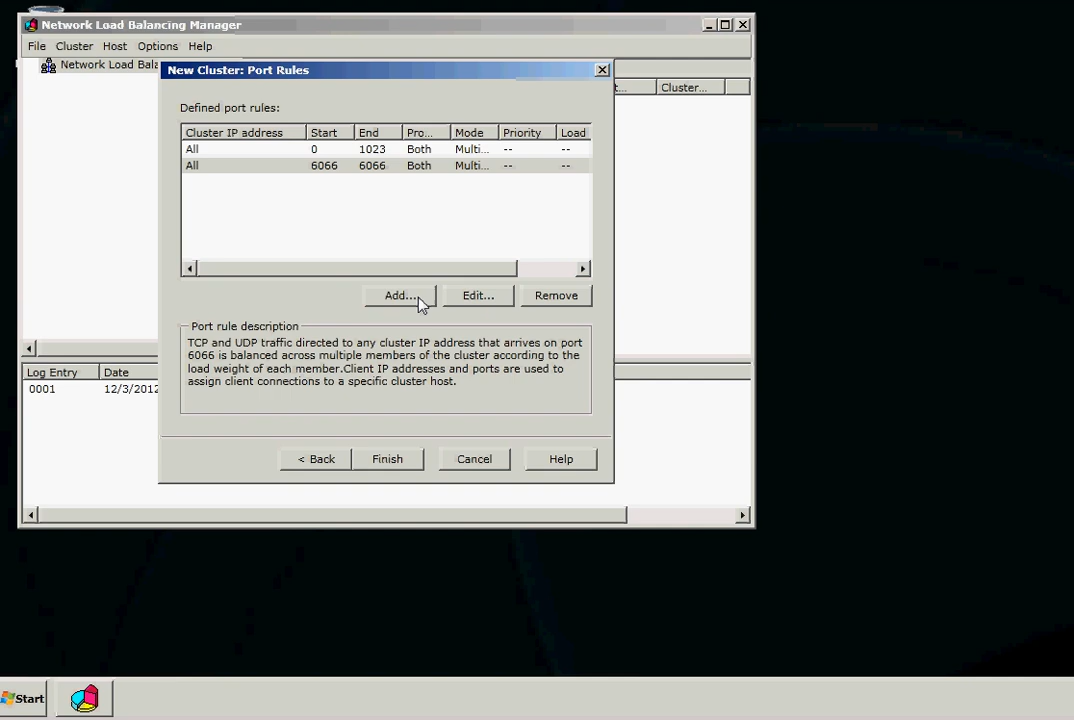 Network Load Balancing Manager
File Cluster Host Options Help
Network Load Bala
New Cluster: Port Rules
t... Cluster...
Defined port rules:
Cluster IP address Start End Pro... Mode Priority Load
All 0 1023 Both Multi... -- --
All 6066 6066 Both Multi... -- --
Add... Edit... Remove
Port rule description
TCP and UDP traffic directed to any cluster IP address that arrives on port
6066 is balanced across multiple members of the cluster according to the
load weight of each member.Client IP addresses and ports are used to
assign client connections to a specific cluster host.
Log Entry Date
0001 12/3/2012
< Back Finish Cancel Help
Start